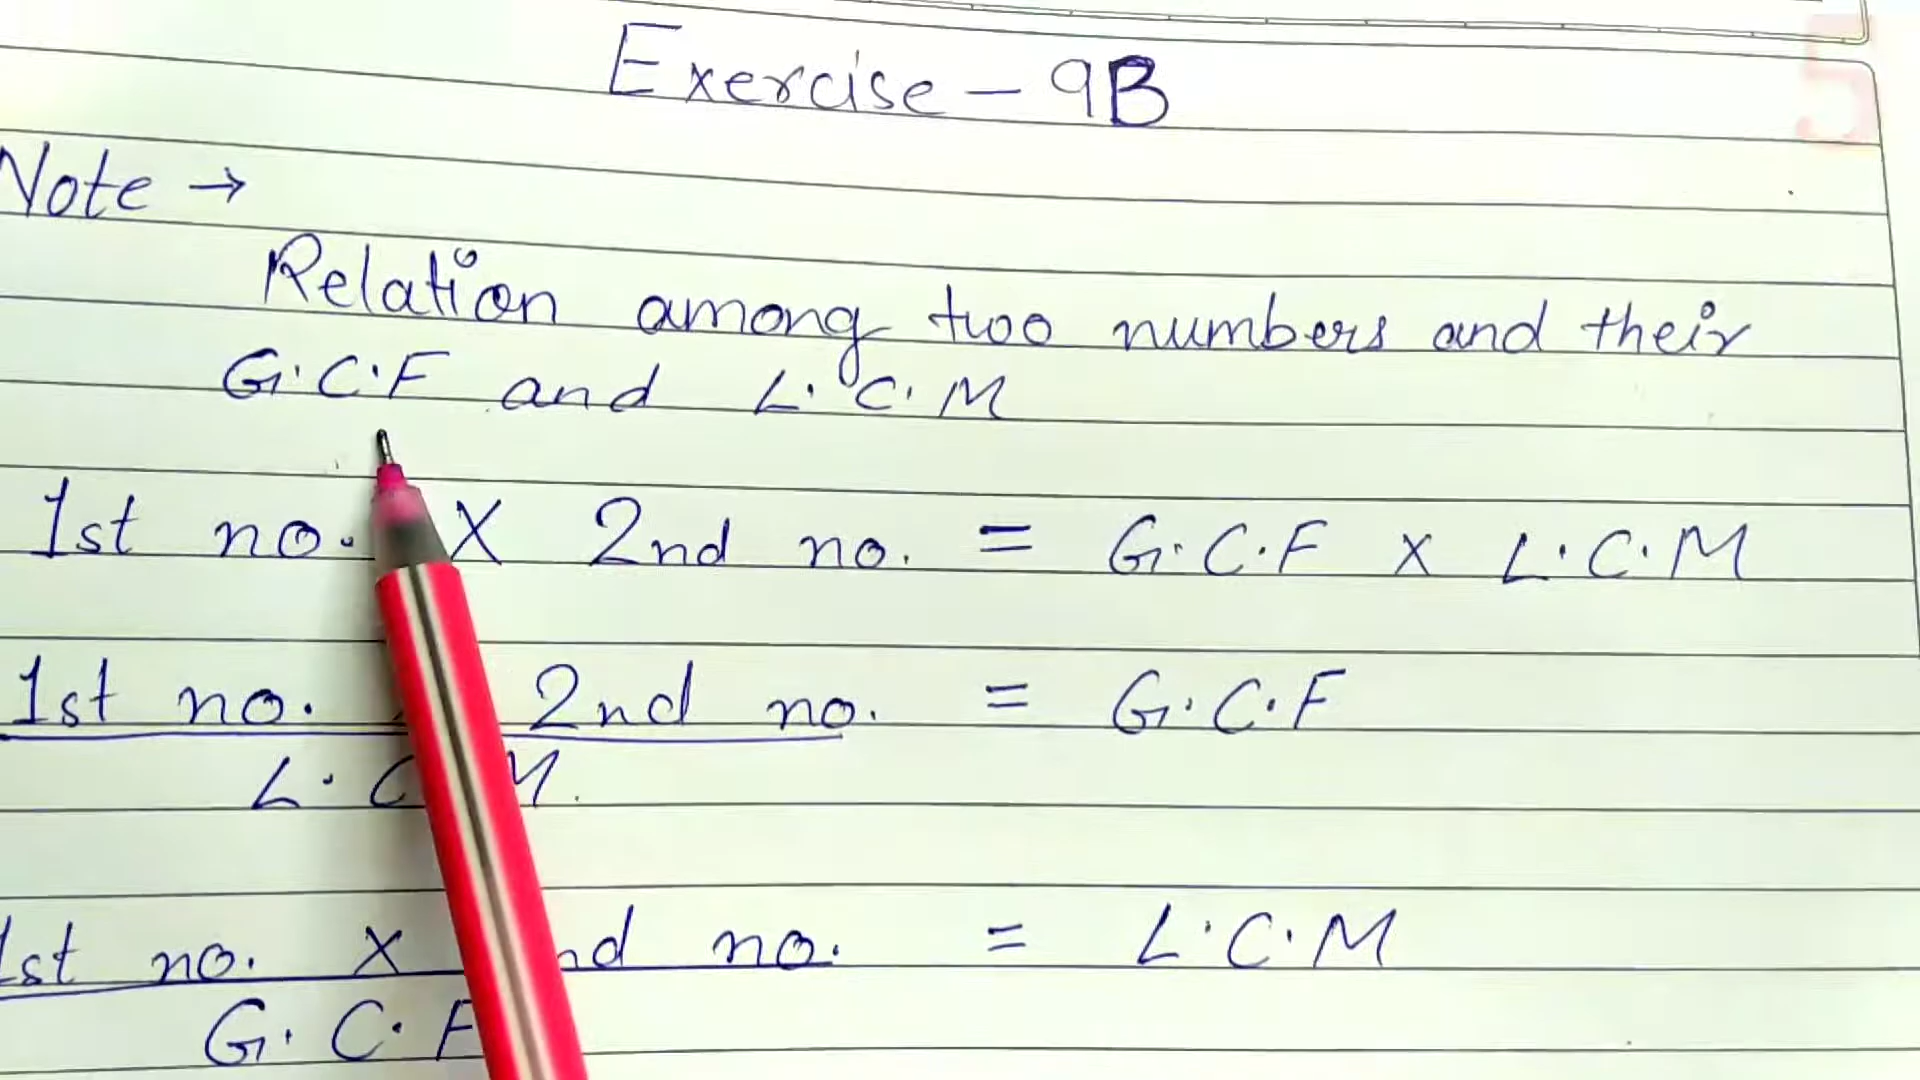 Exercise - 9B
Note →
Relation among two numbers and their
G.C.F and L.C.M
1st no. X 2nd no. = G.C.F x L.C.M
1st no. 2nd no. = G.C.F
L.C M.
1st no. x nd no. = L.C.M
G.C.F